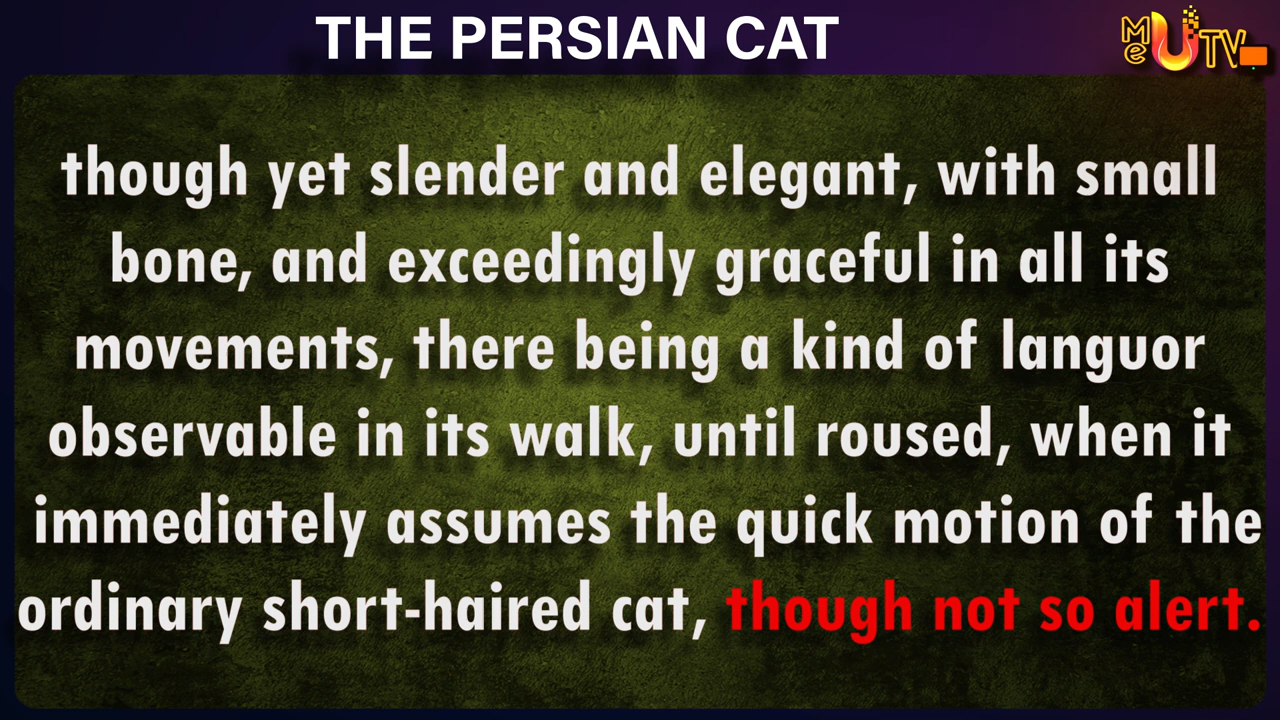 THE PERSIAN CAT
Me U TV
though yet slender and elegant, with small
bone, and exceedingly graceful in all its
movements, there being a kind of languor
observable in its walk, until roused, when it
immediately assumes the quick motion of the
ordinary short-haired cat, though not so alert.